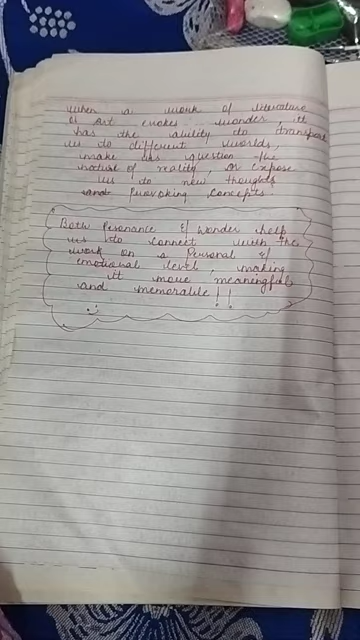 When a work of literature
or art evokes wonder, it
has the ability to transport
us to different worlds,
make us question the
nature of reality, or expose
us to new thoughts
and Provoking concepts.
Both Resonance & Wonder help
us to connect with the
work on a Personal &
emotional level, making
it more meaningful
and memorable!!